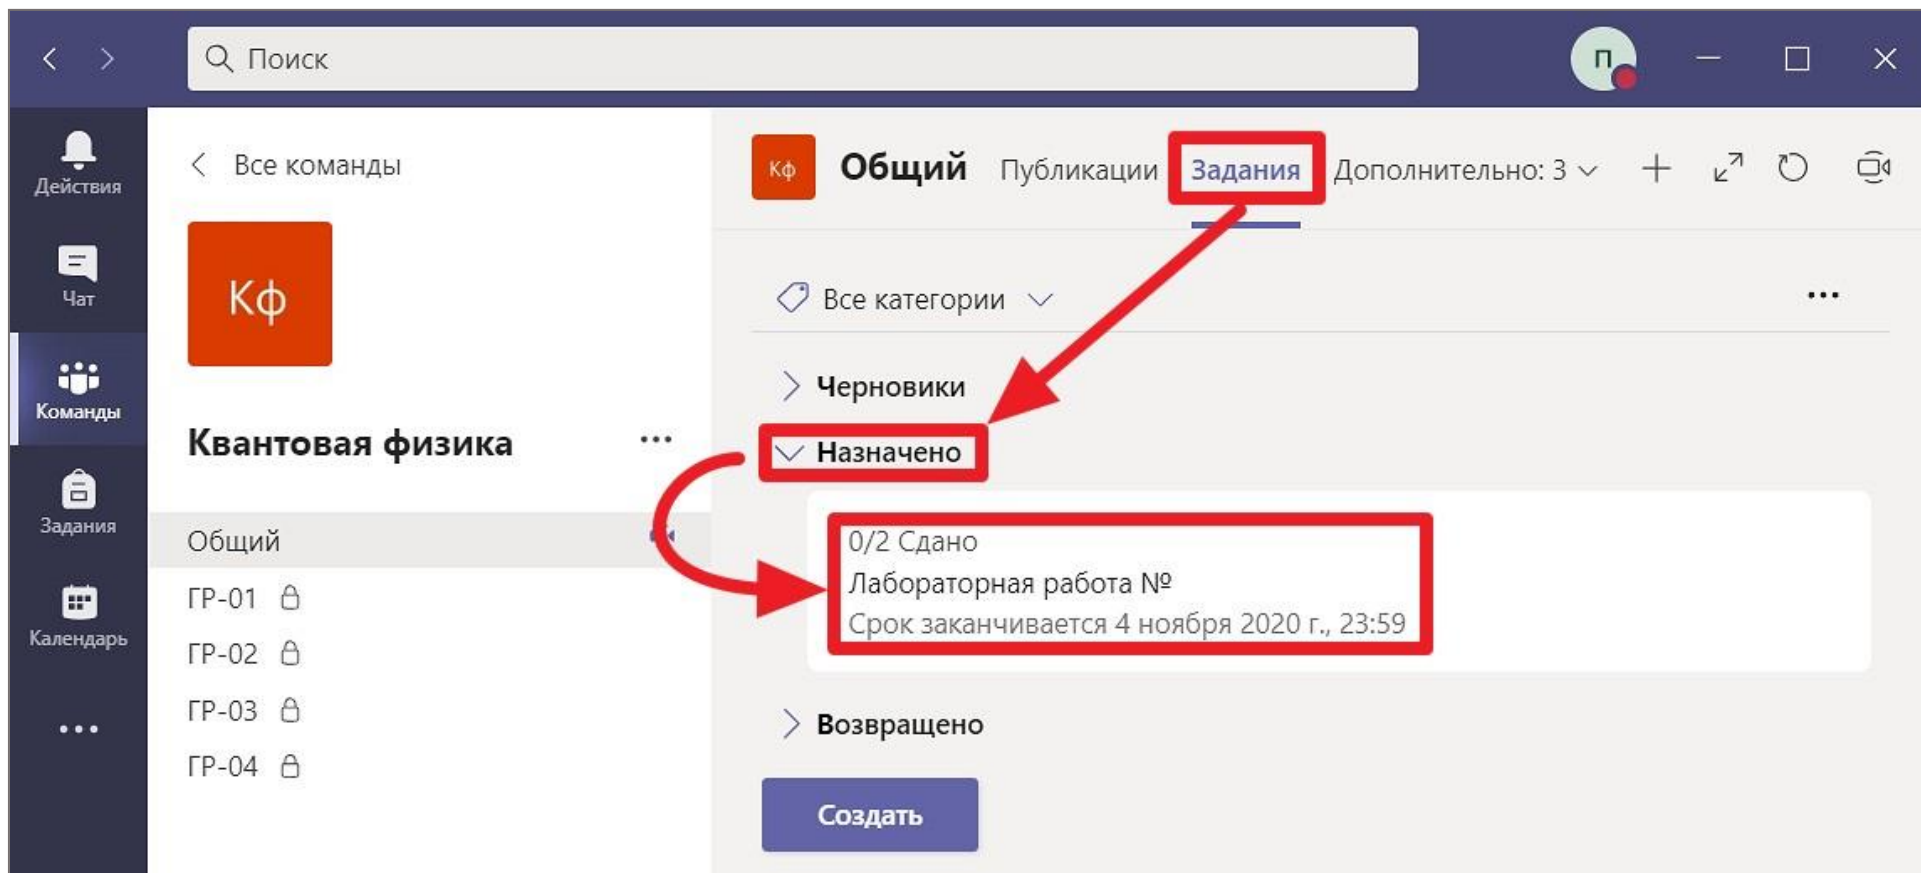 Поиск
П
Действия
Чат
Команды
Задания
Календарь
Все команды
Кф
Квантовая физика
Общий
ГР-01
ГР-02
ГР-03
ГР-04
Кф
Общий Публикации Задания Дополнительно: 3
Все категории
Черновики
Назначено
0/2 Сдано
Лабораторная работа №
Срок заканчивается 4 ноября 2020 г., 23:59
Возвращено
Создать